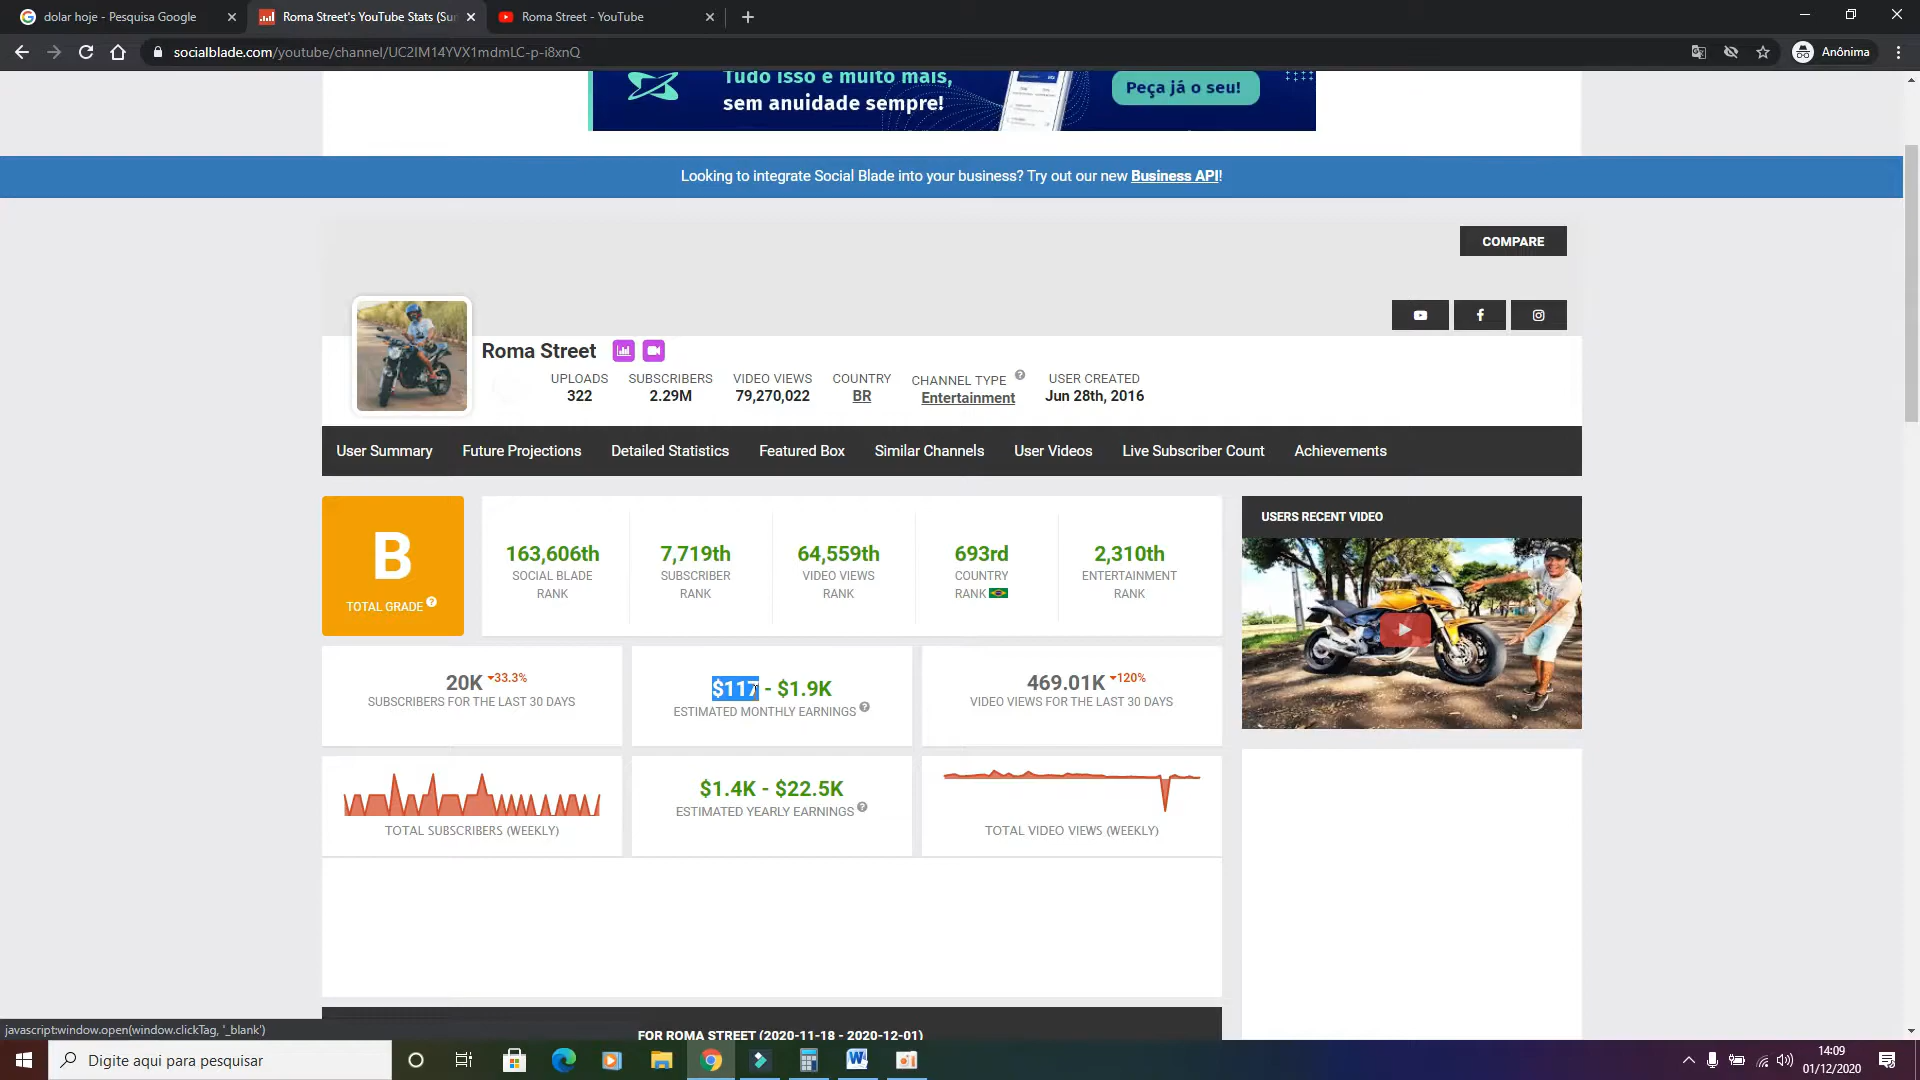 dolar hoje - Pesquisa Google
Roma Street's YouTube Stats (Sum
Roma Street - YouTube
socialblade.com/youtube/channel/UC2IM14YVX1mdmLC-p-i8xnQ
Anônima
Tudo isso e muito mais,
sem anuidade sempre!
Peça já o seu!
Looking to integrate Social Blade into your business? Try out our new Business API!
COMPARE
Roma Street
UPLOADS
322
SUBSCRIBERS
2.29M
VIDEO VIEWS
79,270,022
COUNTRY
BR
CHANNEL TYPE
Entertainment
USER CREATED
Jun 28th, 2016
User Summary
Future Projections
Detailed Statistics
Featured Box
Similar Channels
User Videos
Live Subscriber Count
Achievements
B
TOTAL GRADE
163,606th
SOCIAL BLADE
RANK
7,719th
SUBSCRIBER
RANK
64,559th
VIDEO VIEWS
RANK
693rd
COUNTRY
RANK
2,310th
ENTERTAINMENT
RANK
USERS RECENT VIDEO
20K 33.3%
SUBSCRIBERS FOR THE LAST 30 DAYS
$117 - $1.9K
ESTIMATED MONTHLY EARNINGS
469.01K 120%
VIDEO VIEWS FOR THE LAST 30 DAYS
TOTAL SUBSCRIBERS (WEEKLY)
$1.4K - $22.5K
ESTIMATED YEARLY EARNINGS
TOTAL VIDEO VIEWS (WEEKLY)
FOR ROMA STREET (2020-11-18 - 2020-12-01)
javascript:window.open(window.clickTag, '_blank')
Digite aqui para pesquisar
14:09
01/12/2020